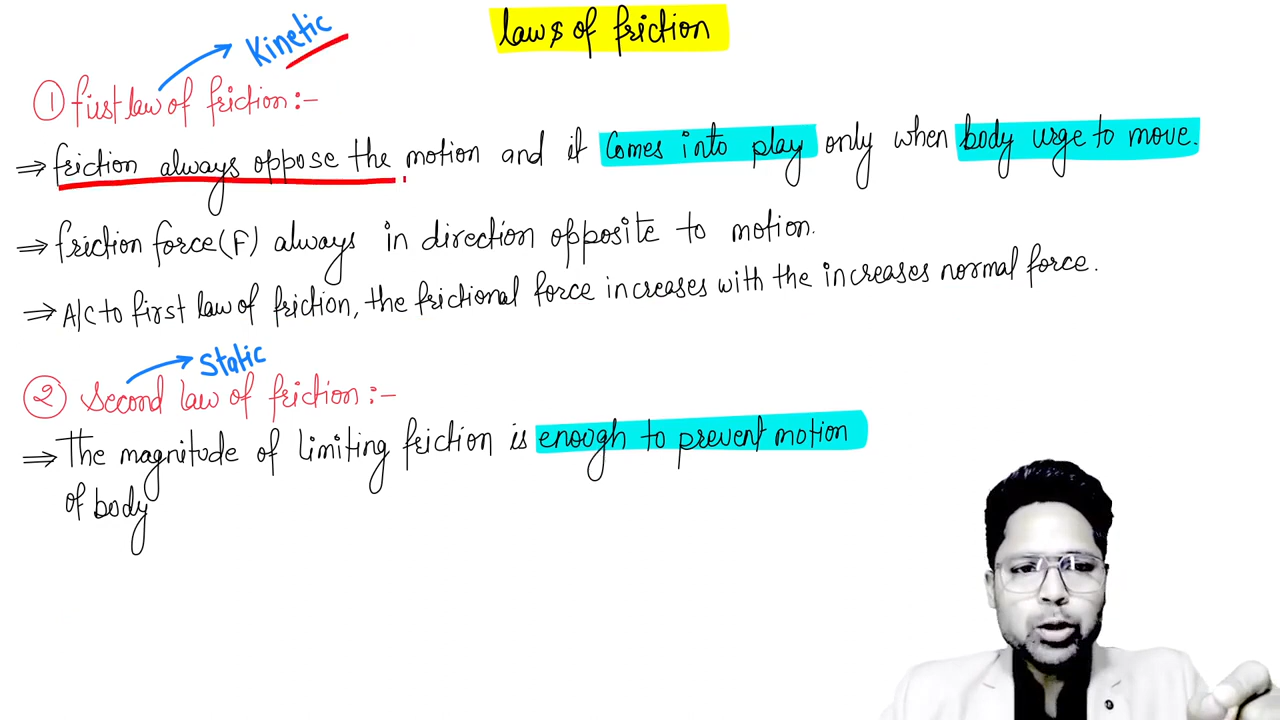 laws of friction
Kinetic
① first law of friction :-
⇒ friction always oppose the motion and it Comes into play only when body urge to move.
⇒ friction force(F) always in direction opposite to motion.
⇒ A/C to first law of friction, the frictional force increases with the increases normal force.
Static
② Second law of friction :-
⇒ The magnitude of limiting friction is enough to prevent motion
of body